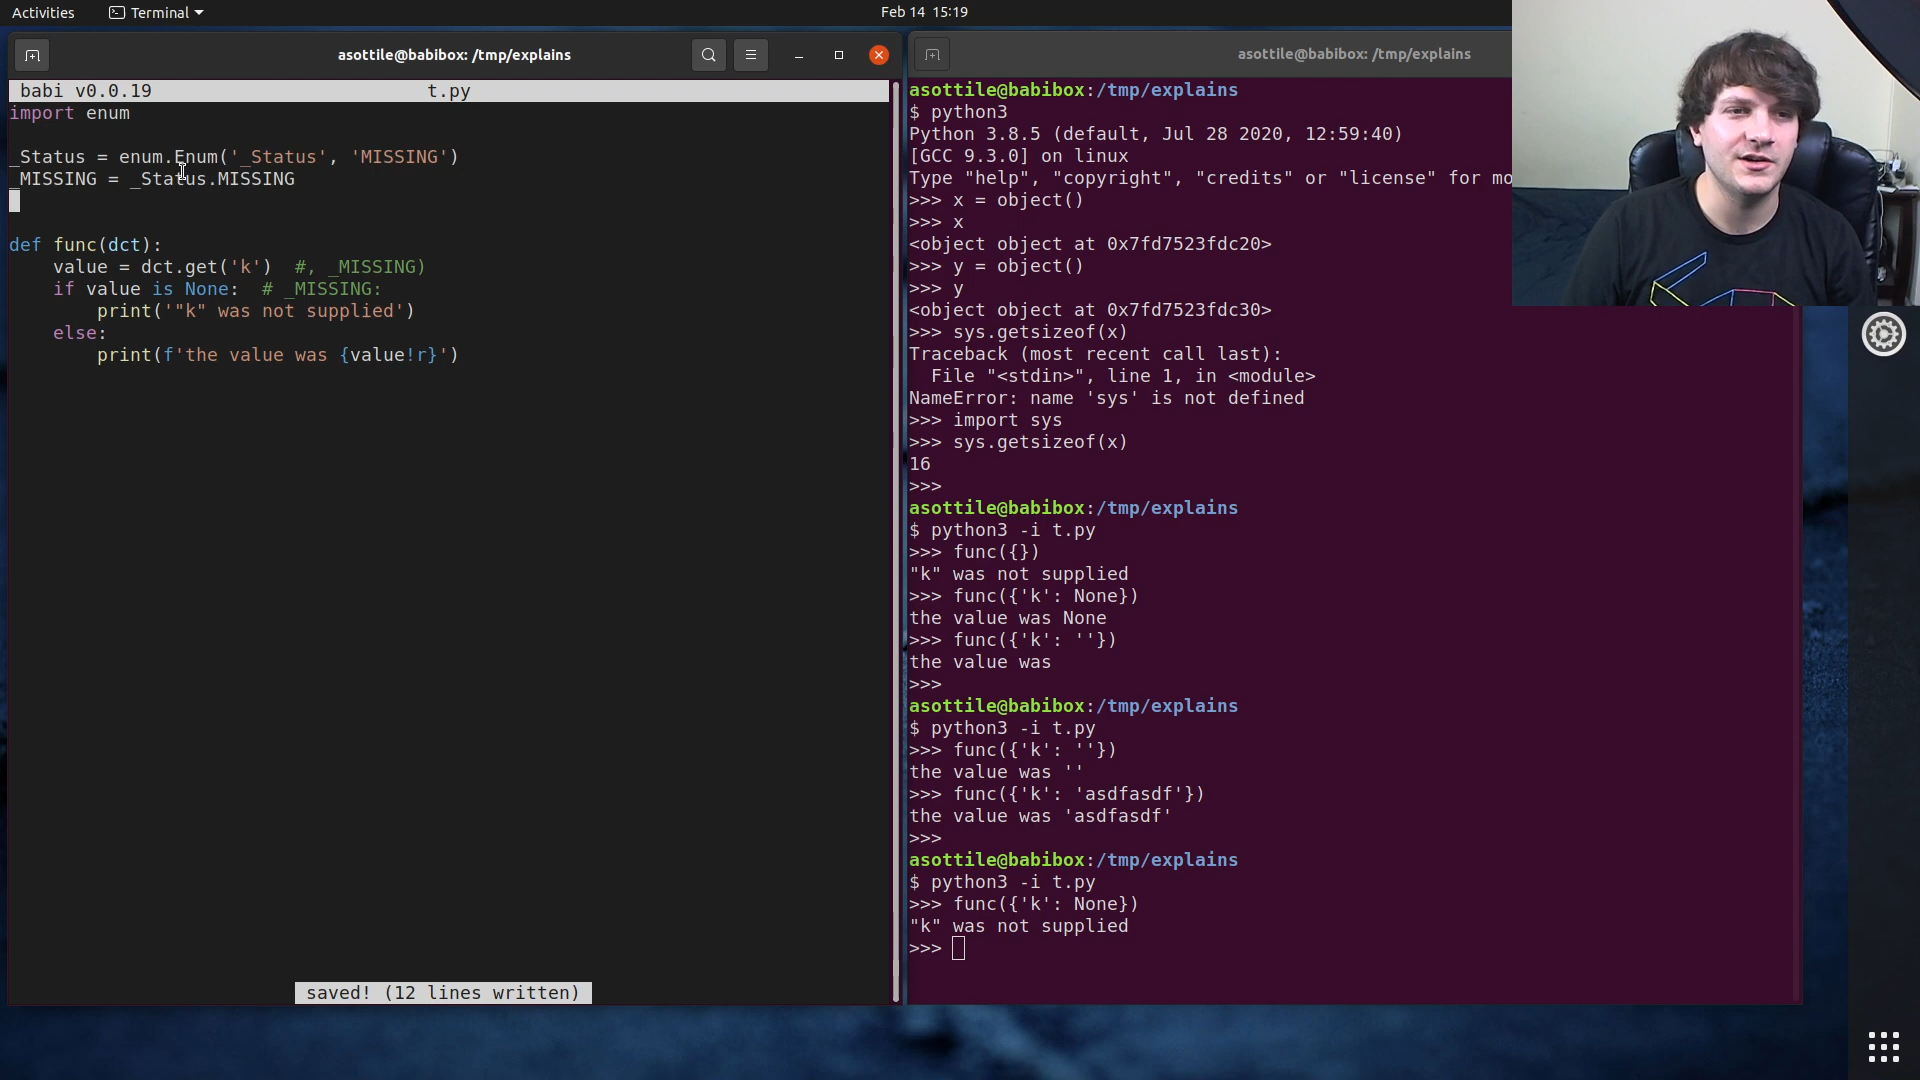 Activities
Terminal
Feb 14 15:19
asottile@babibox: /tmp/explains
babi v0.0.19 t.py
import enum
_Status = enum.Enum('_Status', 'MISSING')
_MISSING = _Status.MISSING
def func(dct):
    value = dct.get('k')  #, _MISSING)
    if value is None:  # _MISSING:
        print('"k" was not supplied')
    else:
        print(f'the value was {value!r}')
saved! (12 lines written)
asottile@babibox: /tmp/explains
asottile@babibox:/tmp/explains
$ python3
Python 3.8.5 (default, Jul 28 2020, 12:59:40)
[GCC 9.3.0] on linux
Type "help", "copyright", "credits" or "license" for mo
>>> x = object()
>>> x
<object object at 0x7fd7523fdc20>
>>> y = object()
>>> y
<object object at 0x7fd7523fdc30>
>>> sys.getsizeof(x)
Traceback (most recent call last):
  File "<stdin>", line 1, in <module>
NameError: name 'sys' is not defined
>>> import sys
>>> sys.getsizeof(x)
16
>>>
asottile@babibox:/tmp/explains
$ python3 -i t.py
>>> func({})
"k" was not supplied
>>> func({'k': None})
the value was None
>>> func({'k': ''})
the value was
>>>
asottile@babibox:/tmp/explains
$ python3 -i t.py
>>> func({'k': ''})
the value was ''
>>> func({'k': 'asdfasdf'})
the value was 'asdfasdf'
>>>
asottile@babibox:/tmp/explains
$ python3 -i t.py
>>> func({'k': None})
"k" was not supplied
>>>